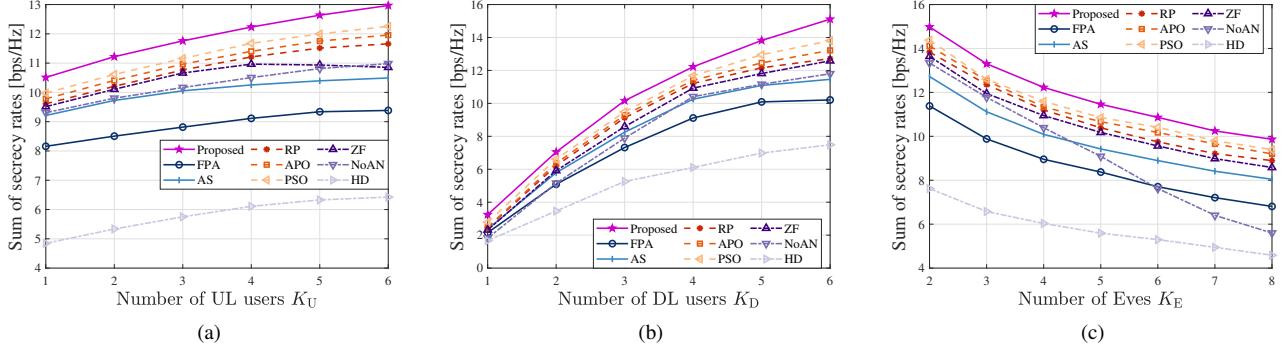 13
12
11
10
9
8
7
6
5
4
1
2
3
4
5
6
Sum of secrecy rates [bps/Hz]
Number of UL users K_U
Proposed
FPA
AS
RP
APO
PSO
ZF
NoAN
HD
(a)
16
14
12
10
8
6
4
2
0
1
2
3
4
5
6
Sum of secrecy rates [bps/Hz]
Number of DL users K_D
Proposed
FPA
AS
RP
APO
PSO
ZF
NoAN
HD
(b)
16
14
12
10
8
6
4
2
3
4
5
6
7
8
Sum of secrecy rates [bps/Hz]
Number of Eves K_E
Proposed
FPA
AS
RP
APO
PSO
ZF
NoAN
HD
(c)